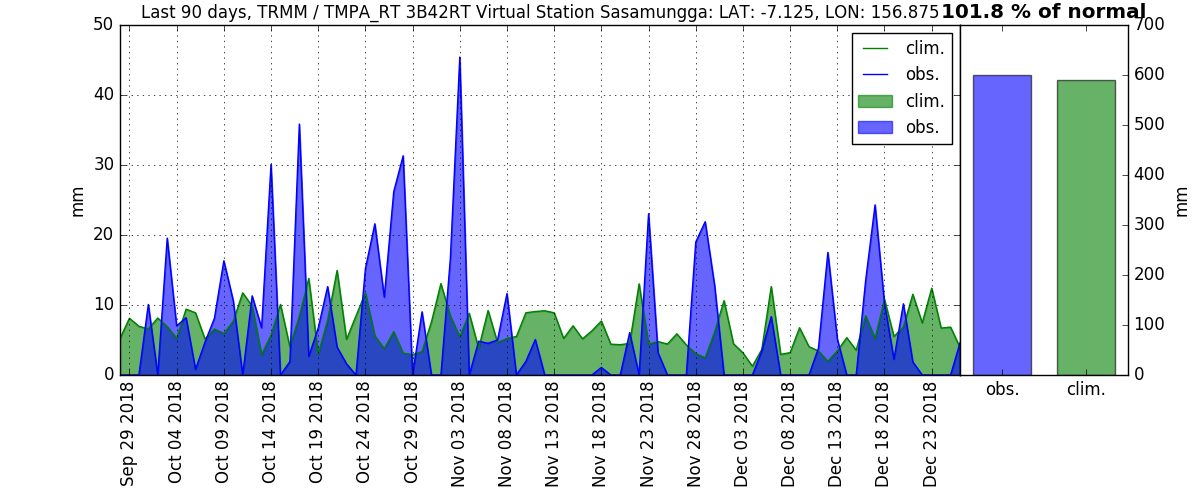 Last 90 days, TRMM / TMPA_RT 3B42RT Virtual Station Sasamungga: LAT: -7.125, LON: 156.875
101.8 % of normal
50
40
30
20
10
0
mm
clim.
obs.
clim.
obs.
700
600
500
400
300
200
100
0
mm
obs.
clim.
Sep 29 2018
Oct 04 2018
Oct 09 2018
Oct 14 2018
Oct 19 2018
Oct 24 2018
Oct 29 2018
Nov 03 2018
Nov 08 2018
Nov 13 2018
Nov 18 2018
Nov 23 2018
Nov 28 2018
Dec 03 2018
Dec 08 2018
Dec 13 2018
Dec 18 2018
Dec 23 2018